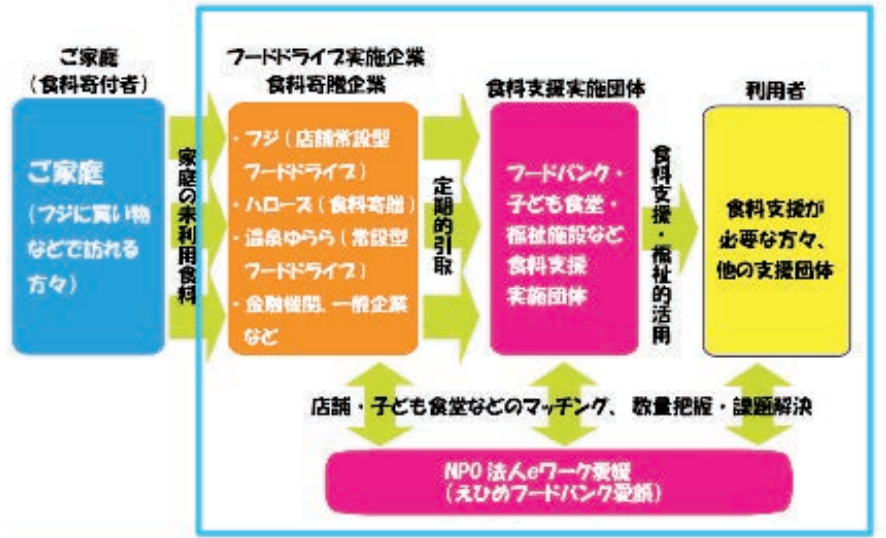 ご家庭
(食料寄付者)
フードドライブ実施企業
食料寄贈企業
食料支援実施団体
利用者
ご家庭
(フジに買い物
などで訪れる
方々)
家庭の未利用食料
・フジ(店舗常設型
フードドライブ)
・ハローズ(食料寄贈)
・温泉ゆらら(常設型
フードドライブ)
・金融機関、一般企業
など
定期的引取
フードバンク・
子ども食堂・
福祉施設など
食料支援
実施団体
食料支援・福祉的活用
食料支援が
必要な方々、
他の支援団体
店舗・子ども食堂などのマッチング、数量把握・課題解決
NPO法人eワーク愛媛
(えひめフードバンク愛顔)